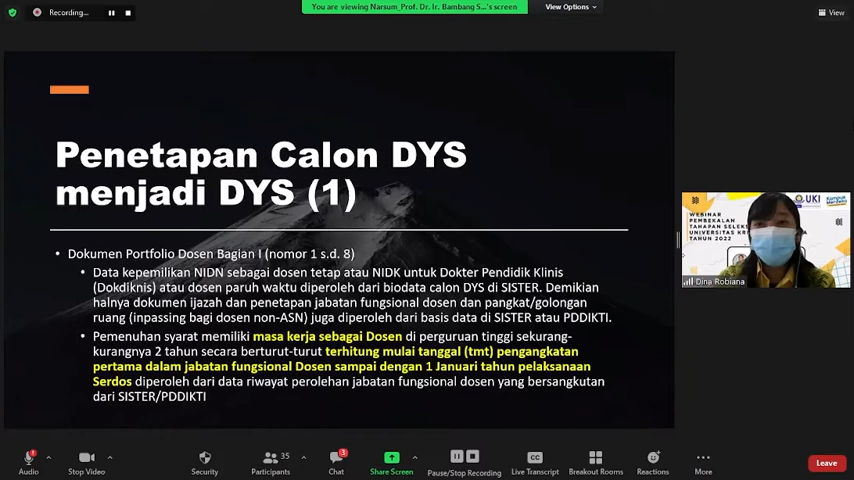 Recording...
You are viewing Narsum_Prof. Dr. Ir. Bambang S...'s screen
View Options
View
Penetapan Calon DYS
menjadi DYS (1)
• Dokumen Portfolio Dosen Bagian I (nomor 1 s.d. 8)
• Data kepemilikan NIDN sebagai dosen tetap atau NIDK untuk Dokter Pendidik Klinis
(Dokdiknis) atau dosen paruh waktu diperoleh dari biodata calon DYS di SISTER. Demikian
halnya dokumen ijazah dan penetapan jabatan fungsional dosen dan pangkat/golongan
ruang (inpassing bagi dosen non-ASN) juga diperoleh dari basis data di SISTER atau PDDIKTI.
• Pemenuhan syarat memiliki masa kerja sebagai Dosen di perguruan tinggi sekurang-
kurangnya 2 tahun secara berturut-turut terhitung mulai tanggal (tmt) pengangkatan
pertama dalam jabatan fungsional Dosen sampai dengan 1 Januari tahun pelaksanaan
Serdos diperoleh dari data riwayat perolehan jabatan fungsional dosen yang bersangkutan
dari SISTER/PDDIKTI
UKI
Kampus
Merdeka
WEBINAR
PEMBEKALAN
TAHAPAN SELEK
UNIVERSITAS KR
TAHUN 2022
Dina Robiana
Audio
Stop Video
Security
Participants
35
Chat
3
Share Screen
Pause/Stop Recording
Live Transcript
Breakout Rooms
Reactions
More
Leave